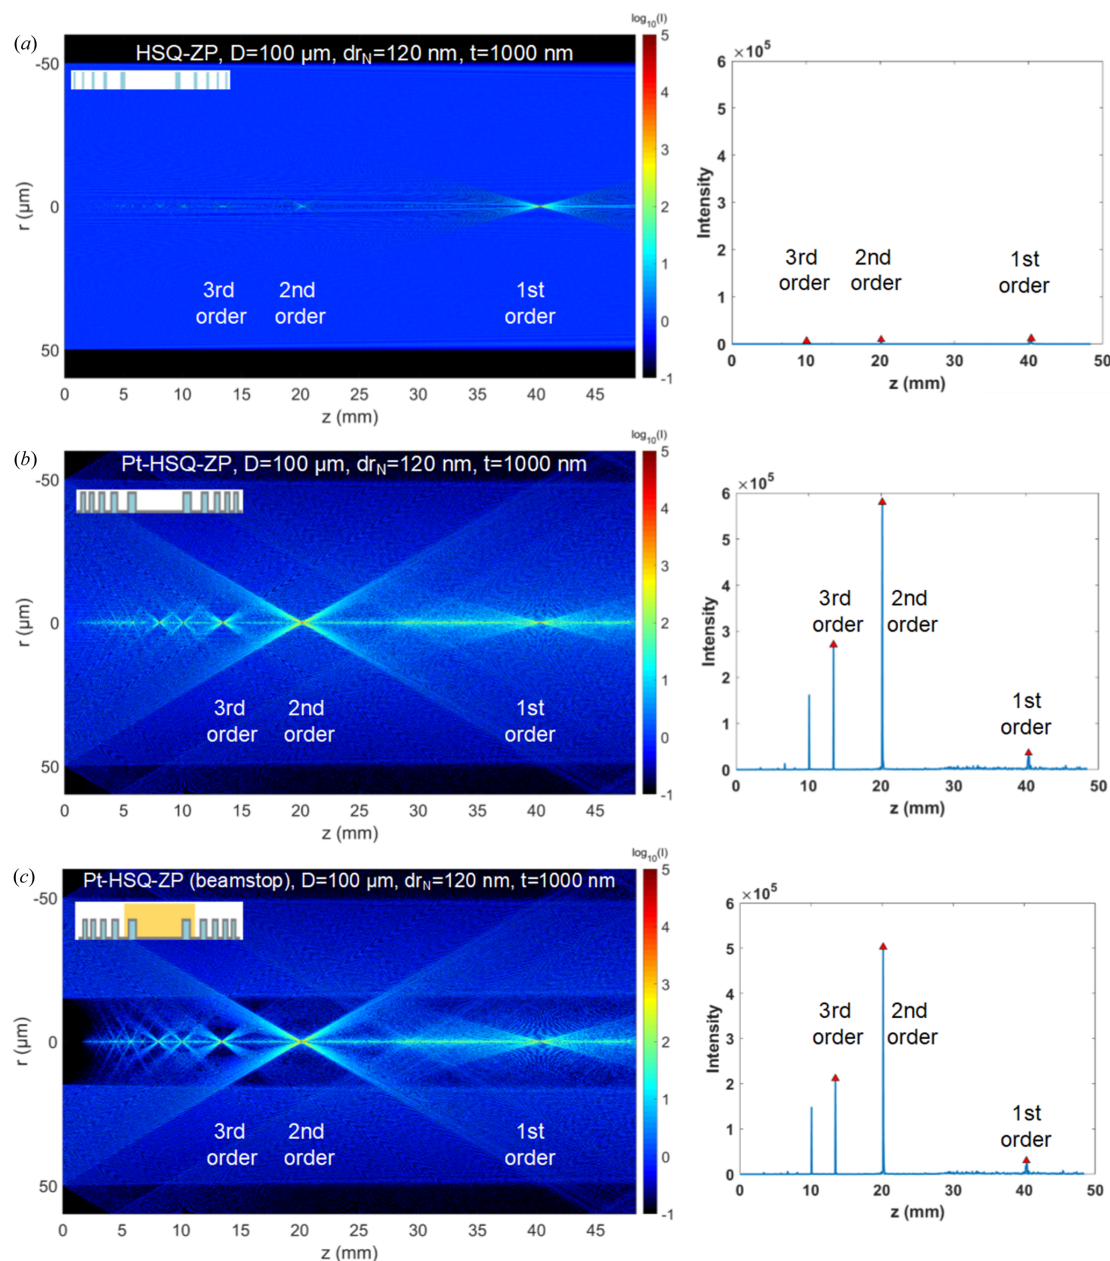 (a)
HSQ-ZP, D=100 µm, drN=120 nm, t=1000 nm
log10(I)
-50
0
50
r (µm)
3rd order
2nd order
1st order
0 5 10 15 20 25 30 35 40 45
z (mm)
5
4
3
2
1
0
-1
×10^5
6
5
4
3
2
1
0
Intensity
3rd order
2nd order
1st order
0 10 20 30 40 50
z (mm)
(b)
Pt-HSQ-ZP, D=100 µm, drN=120 nm, t=1000 nm
log10(I)
-50
0
50
r (µm)
3rd order
2nd order
1st order
0 5 10 15 20 25 30 35 40 45
z (mm)
5
4
3
2
1
0
-1
×10^5
6
5
4
3
2
1
0
Intensity
3rd order
2nd order
1st order
0 10 20 30 40 50
z (mm)
(c)
Pt-HSQ-ZP (beamstop), D=100 µm, drN=120 nm, t=1000 nm
log10(I)
-50
0
50
r (µm)
3rd order
2nd order
1st order
0 5 10 15 20 25 30 35 40 45
z (mm)
5
4
3
2
1
0
-1
×10^5
6
5
4
3
2
1
0
Intensity
3rd order
2nd order
1st order
0 10 20 30 40 50
z (mm)